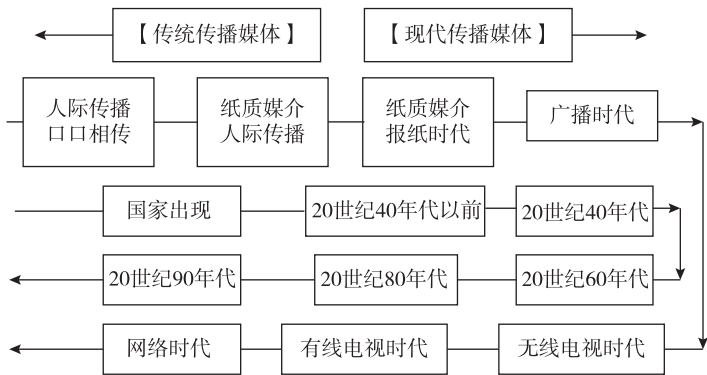 【传统传播媒体】
【现代传播媒体】
人际传播
口口相传
纸质媒介
人际传播
纸质媒介
报纸时代
广播时代
国家出现
20世纪40年代以前
20世纪40年代
20世纪90年代
20世纪80年代
20世纪60年代
网络时代
有线电视时代
无线电视时代